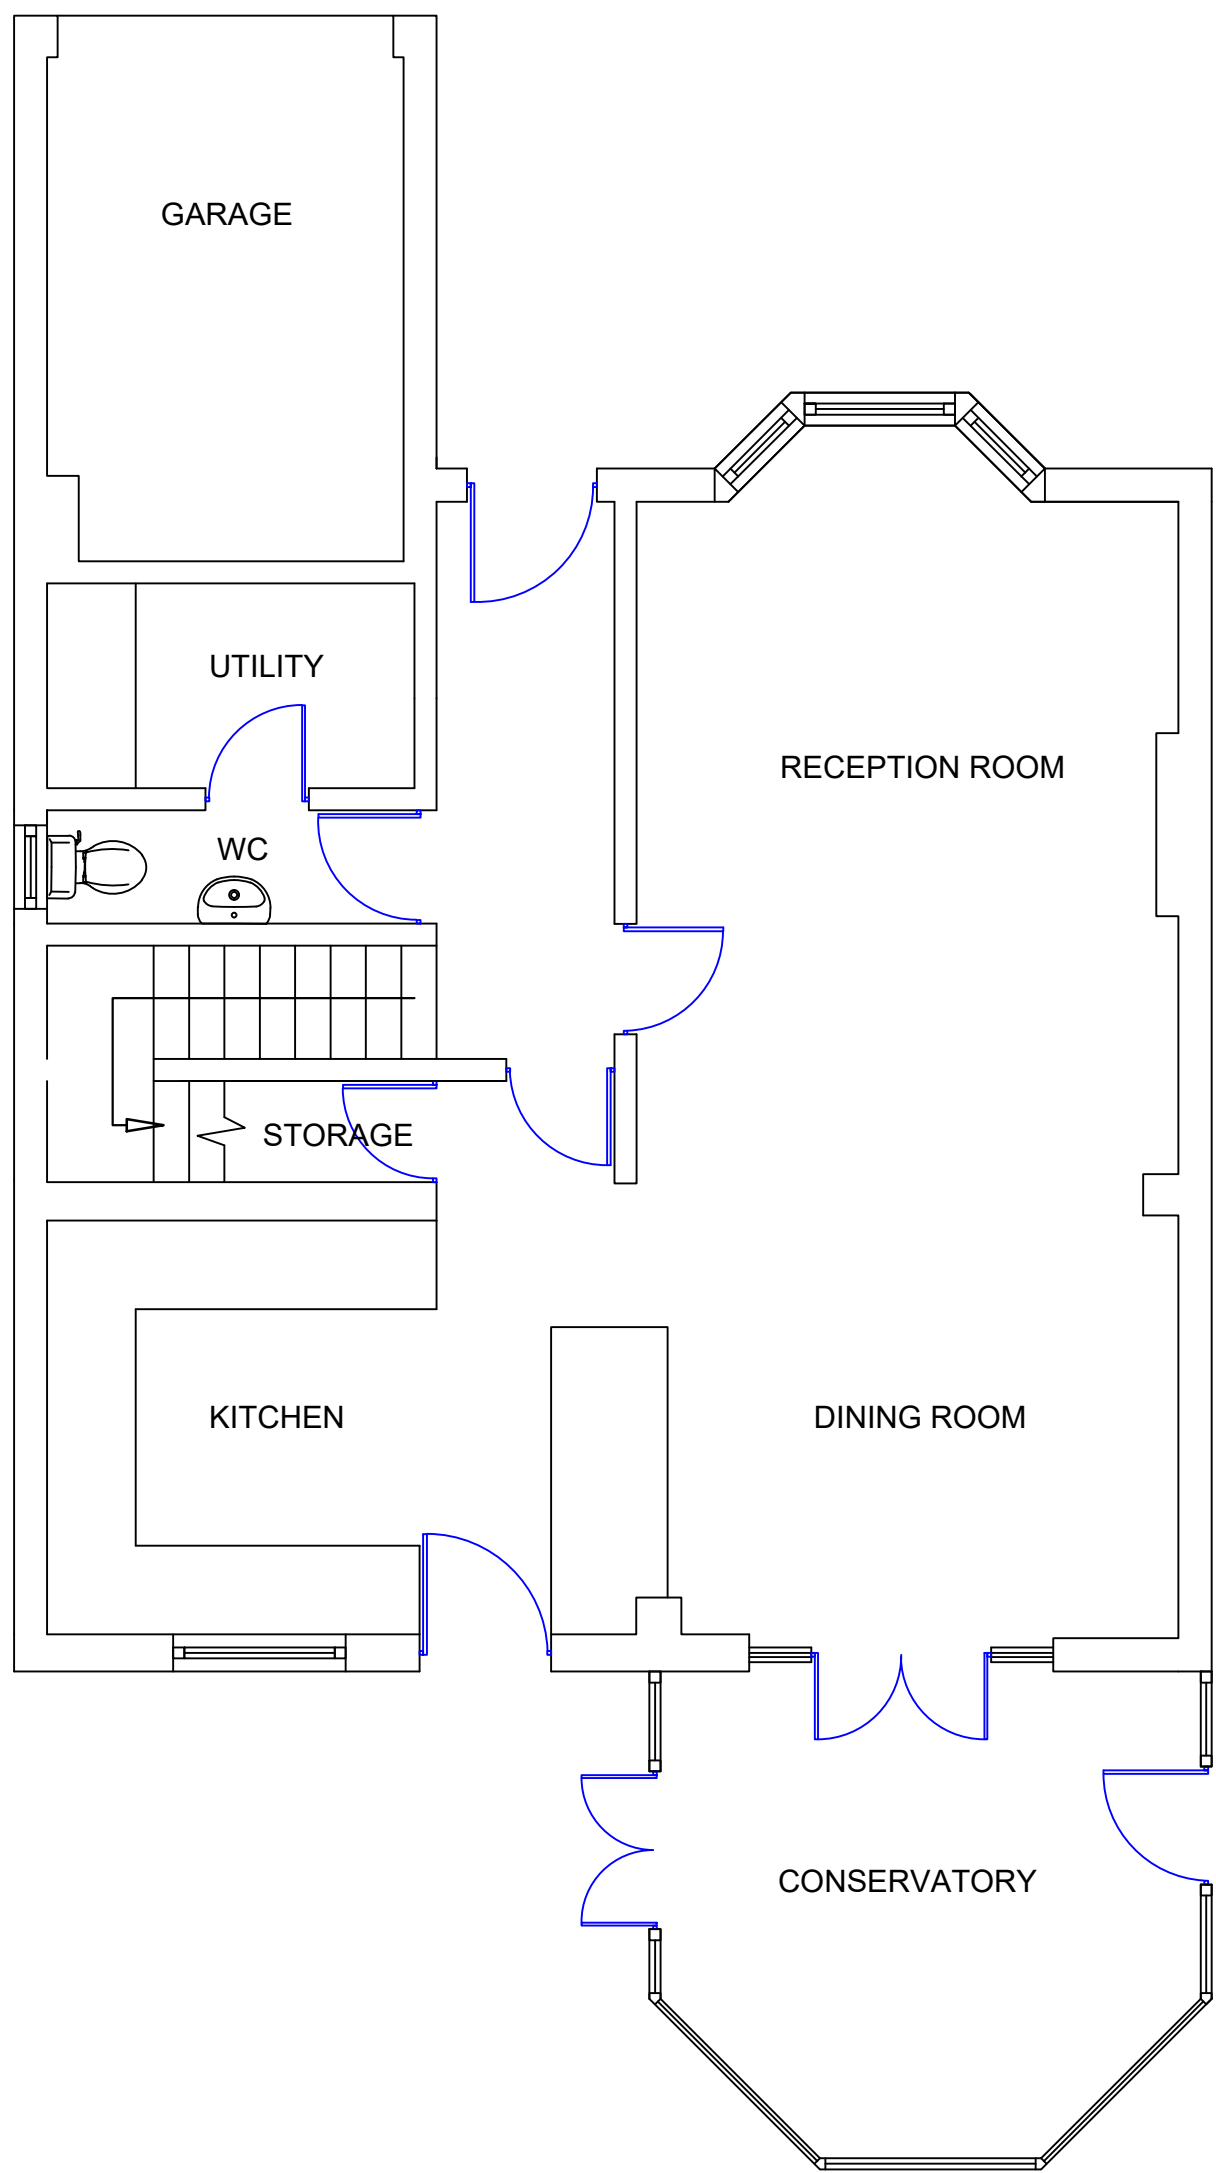 GARAGE
UTILITY
RECEPTION ROOM
WC
STORAGE
KITCHEN
DINING ROOM
CONSERVATORY